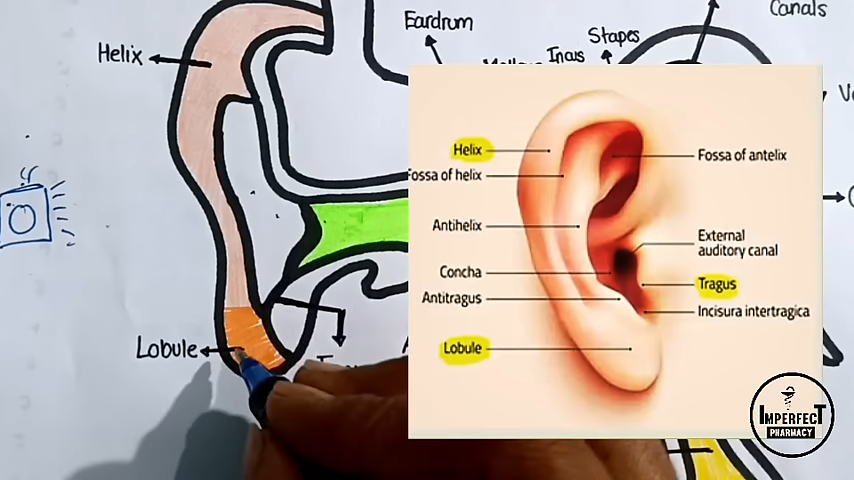 Canals
Eardrum
Stapes
Incus
Helix
Helix
Fossa of antelix
Fossa of helix
Antihelix
External
auditory canal
Concha
Tragus
Antitragus
Incisura intertragica
Lobule
Lobule
IMPERFECT
PHARMACY